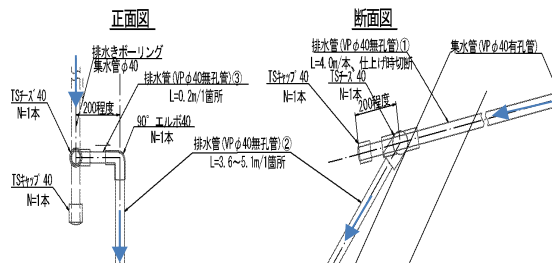 正面図
排水きボーリング
集水管φ40
排水管(VPφ40無孔管)③
L=0.2m/1箇所
TSﾁｰｽﾞ40
N=1本
200程度
90°エルボ40
N=1本
排水管(VPφ40無孔管)②
L=3.6～5.1m/1箇所
TSｷｬｯﾌﾟ40
N=1本
断面図
排水管(VPφ40無孔管)①
L=4.0m/本、仕上げ時切断
集水管(VPφ40有孔管)
TSｷｬｯﾌﾟ40
N=1本
TSﾁｰｽﾞ40
N=1本
200程度